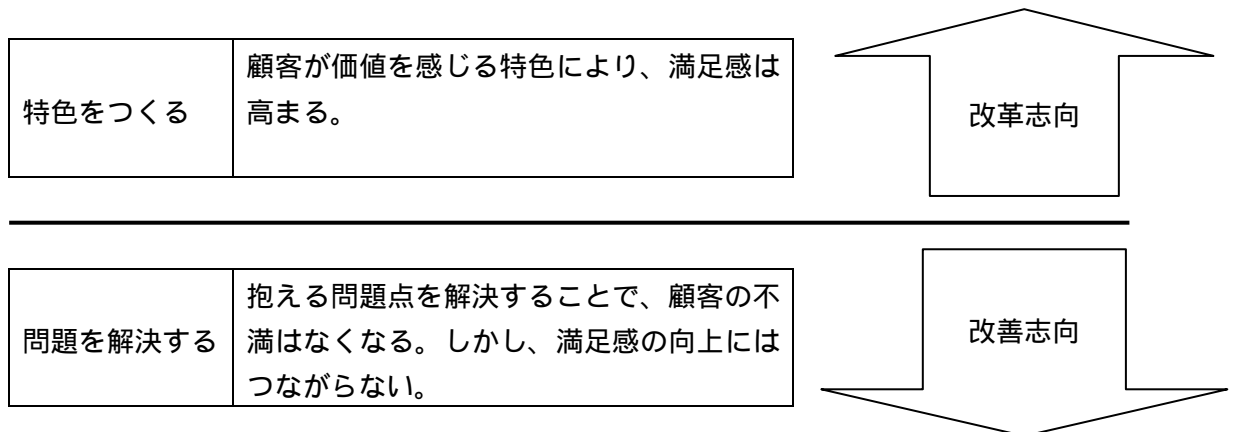 特色をつくる
顧客が価値を感じる特色により、満足感は
高まる。
改革志向
問題を解決する
抱える問題点を解決することで、顧客の不
満はなくなる。しかし、満足感の向上には
つながらない。
改善志向